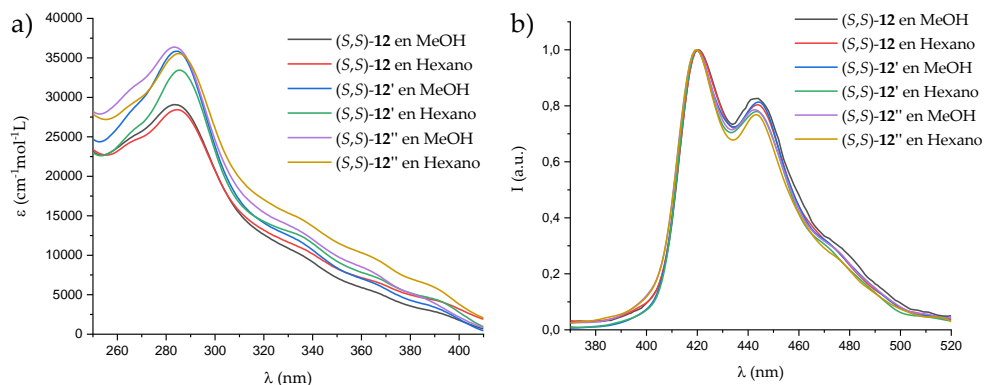 a)
40000
35000
30000
25000
20000
15000
10000
5000
0
260 280 300 320 340 360 380 400
ε (cm⁻¹mol⁻¹L)
λ (nm)
(S,S)-12 en MeOH
(S,S)-12 en Hexano
(S,S)-12' en MeOH
(S,S)-12' en Hexano
(S,S)-12'' en MeOH
(S,S)-12'' en Hexano
b)
1,0
0,8
0,6
0,4
0,2
0,0
380 400 420 440 460 480 500 520
I (a.u.)
λ (nm)
(S,S)-12 en MeOH
(S,S)-12 en Hexano
(S,S)-12' en MeOH
(S,S)-12' en Hexano
(S,S)-12'' en MeOH
(S,S)-12'' en Hexano